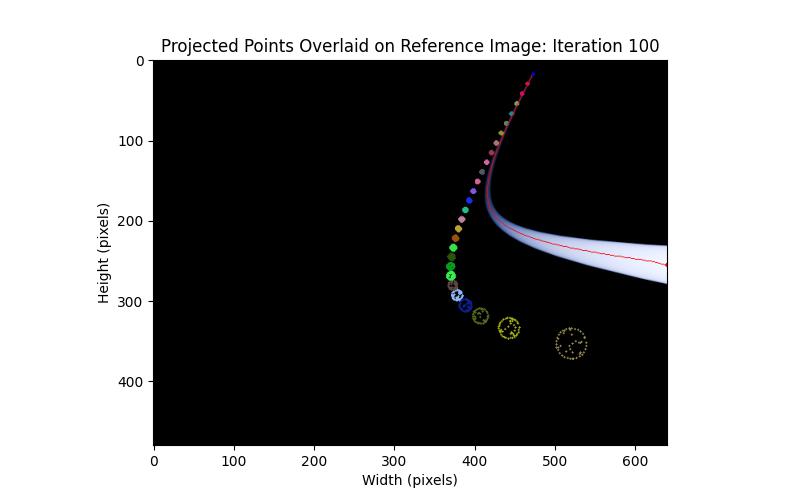 Projected Points Overlaid on Reference Image: Iteration 100
0
100
200
300
400
Height (pixels)
0 100 200 300 400 500 600
Width (pixels)